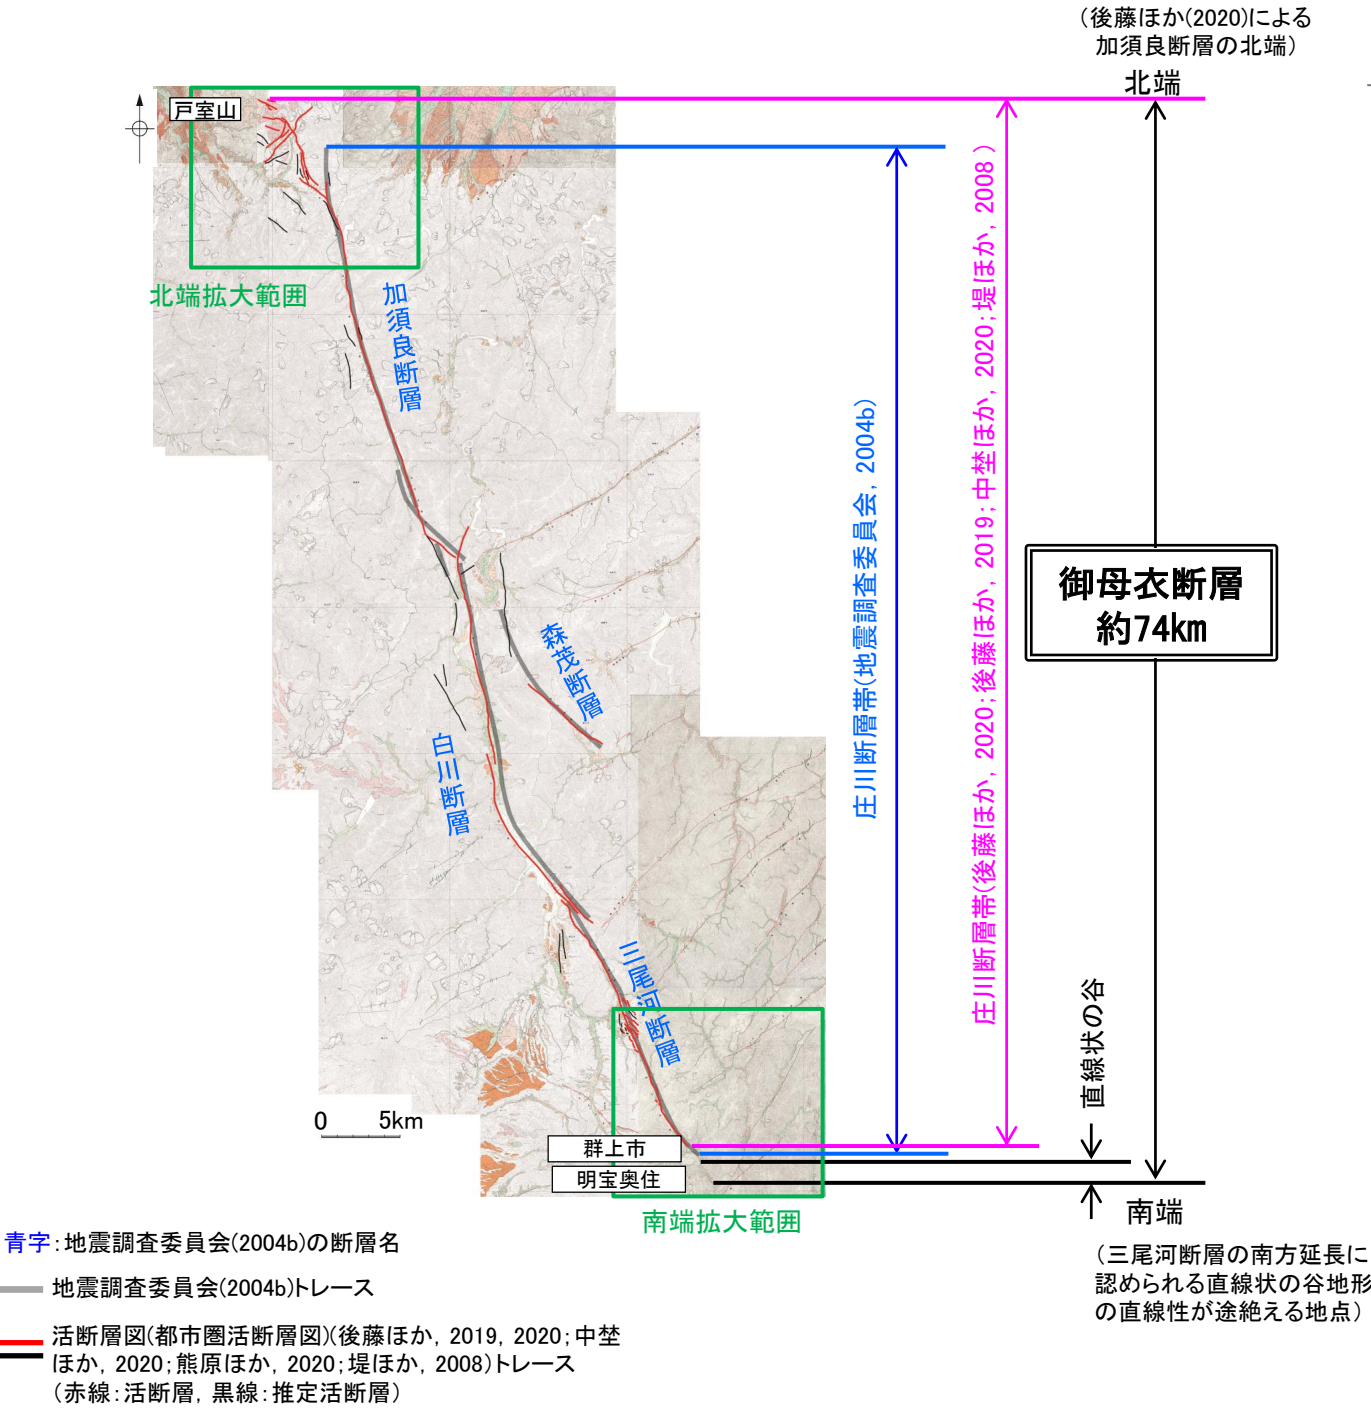 (後藤ほか(2020)による
加須良断層の北端)
北端
戸室山
北端拡大範囲
加須良断層
庄川断層帯(地震調査委員会, 2004b)
庄川断層帯(後藤ほか, 2020;後藤ほか, 2019;中埜ほか, 2020;堤ほか, 2008)
御母衣断層
約74km
森茂断層
白川断層
三尾河断層
直線状の谷
0 5km
群上市
明宝奥住
南端拡大範囲
南端
(三尾河断層の南方延長に
認められる直線状の谷地形
の直線性が途絶える地点)
青字:地震調査委員会(2004b)の断層名
地震調査委員会(2004b)トレース
活断層図(都市圏活断層図)(後藤ほか, 2019, 2020;中埜
ほか, 2020;熊原ほか, 2020;堤ほか, 2008)トレース
(赤線:活断層, 黒線:推定活断層)